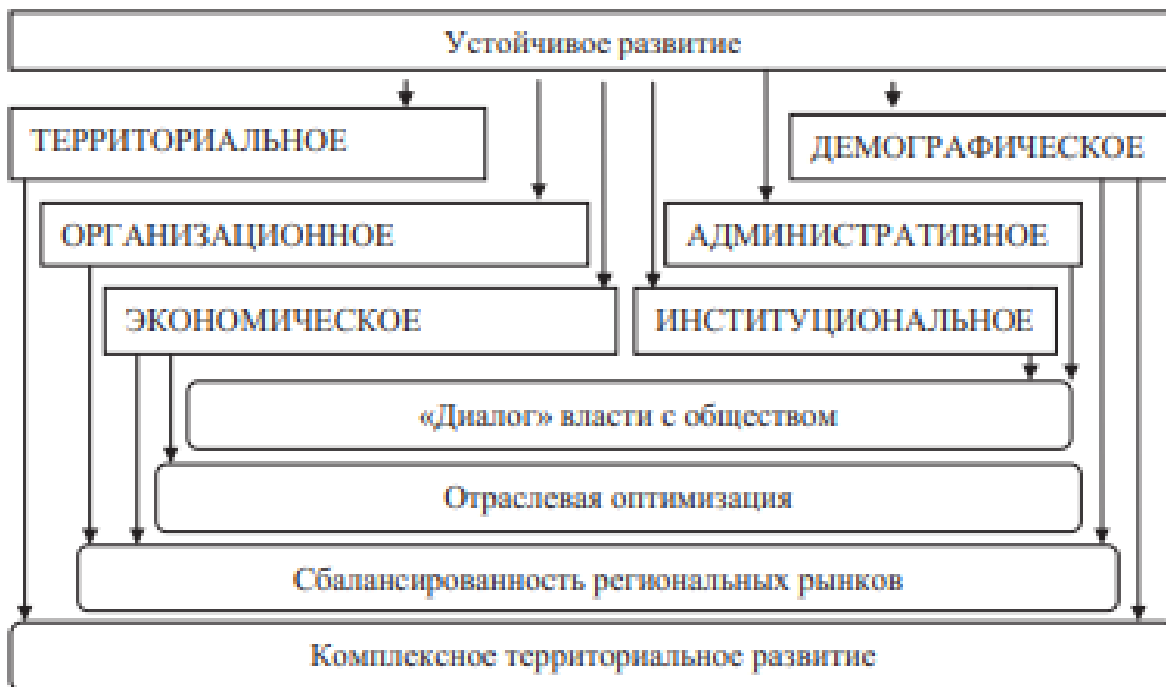 Устойчивое развитие
ТЕРРИТОРИАЛЬНОЕ
ДЕМОГРАФИЧЕСКОЕ
ОРГАНИЗАЦИОННОЕ
АДМИНИСТРАТИВНОЕ
ЭКОНОМИЧЕСКОЕ
ИНСТИТУЦИОНАЛЬНОЕ
«Диалог» власти с обществом
Отраслевая оптимизация
Сбалансированность региональных рынков
Комплексное территориальное развитие